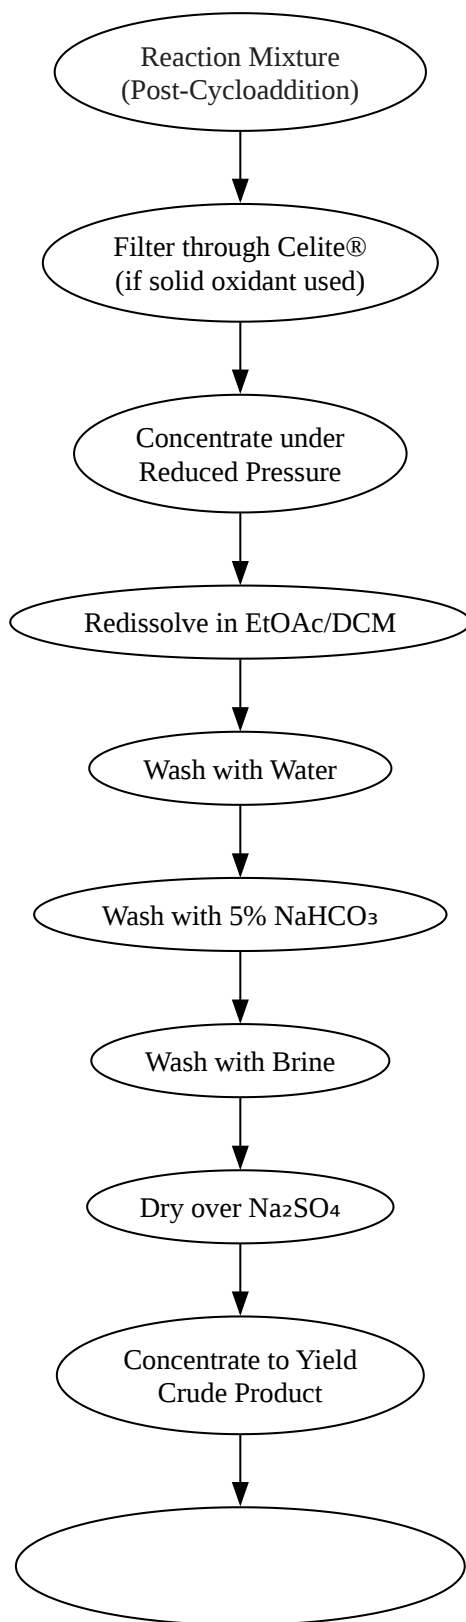 Reaction Mixture
(Post-Cycloaddition)
Filter through Celite®
(if solid oxidant used)
Concentrate under
Reduced Pressure
Redissolve in EtOAc/DCM
Wash with Water
Wash with 5% NaHCO₃
Wash with Brine
Dry over Na₂SO₄
Concentrate to Yield
Crude Product